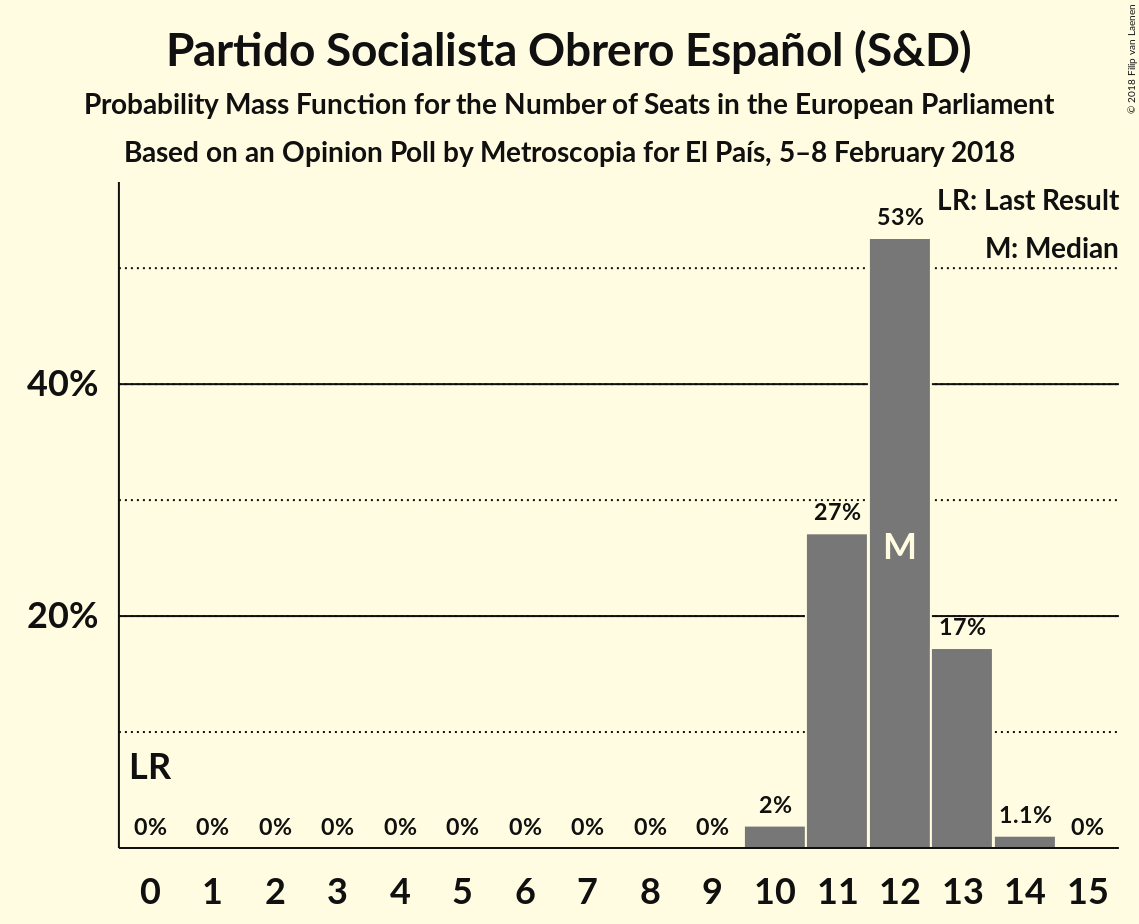 Partido Socialista Obrero Español (S&D)
Probability Mass Function for the Number of Seats in the European Parliament
Based on an Opinion Poll by Metroscopia for El País, 5–8 February 2018
© 2018 Filip van Laenen
LR: Last Result
M: Median
53%
40%
27%
M
20%
17%
LR
0% 0% 0% 0% 0% 0% 0% 0% 0% 0% 2% 1.1% 0%
0 1 2 3 4 5 6 7 8 9 10 11 12 13 14 15